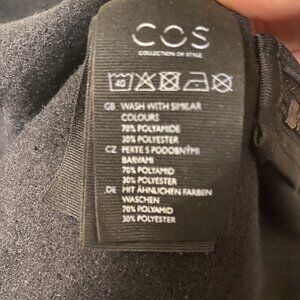 COS
COLLECTION OF STYLE
40
GB WASH WITH SIMILAR
COLOURS
70% POLYAMIDE
30% POLYESTER
CZ PERTE S PODOBNÝMI
BARVAMI
70% POLYAMID
30% POLYESTER
DE MIT ÄHNLICHEN FARBEN
WASCHEN
70% POLYAMID
30% POLYESTER